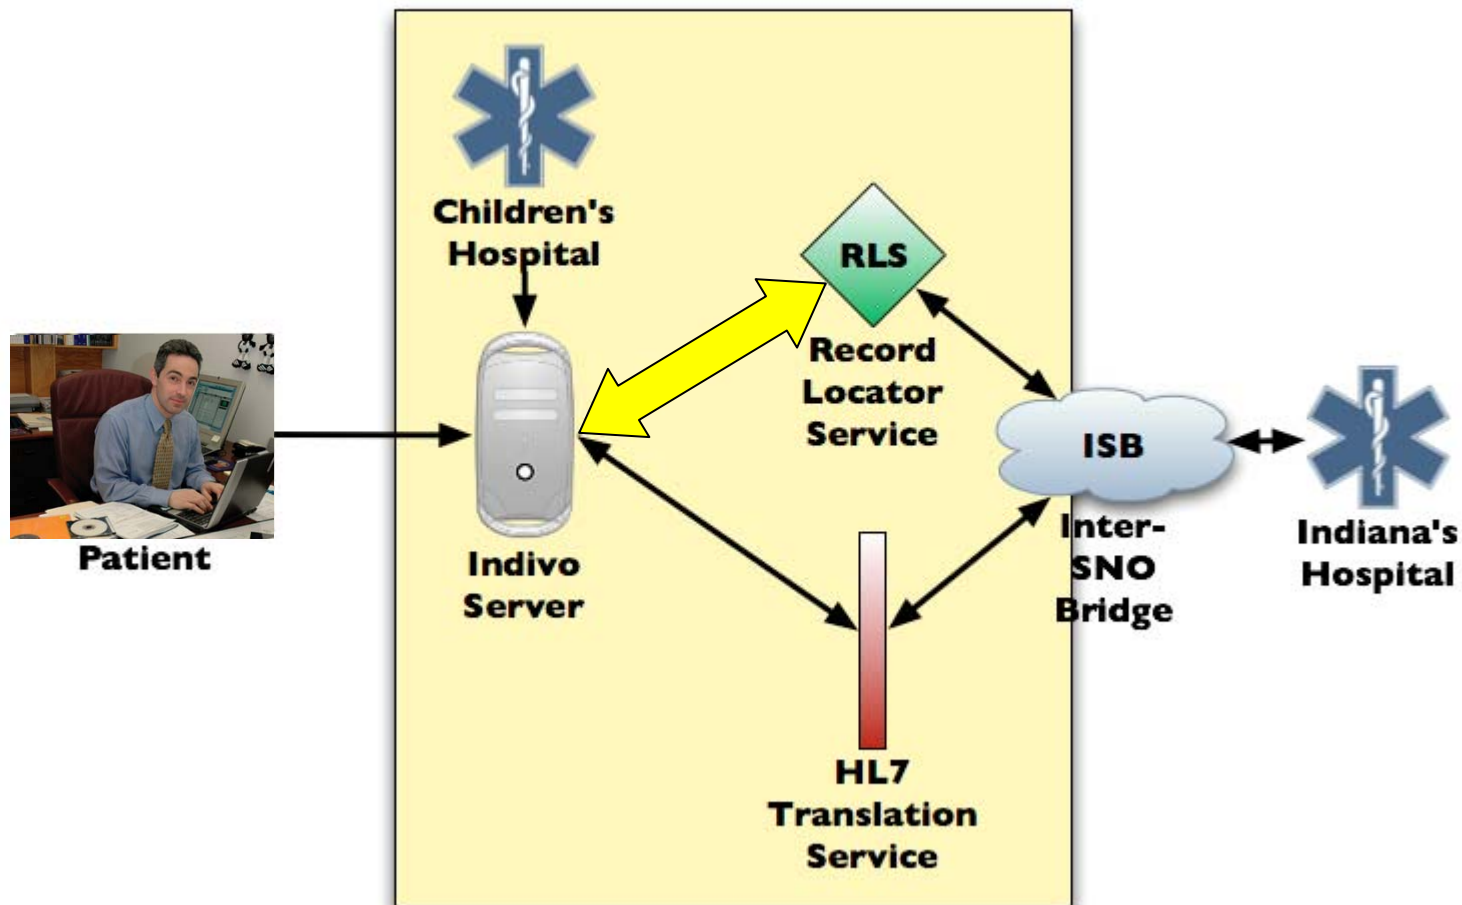 Children's
Hospital
RLS
Record
Locator
Service
ISB
Inter-
SNO
Bridge
Indiana's
Hospital
Patient
Indivo
Server
HL7
Translation
Service